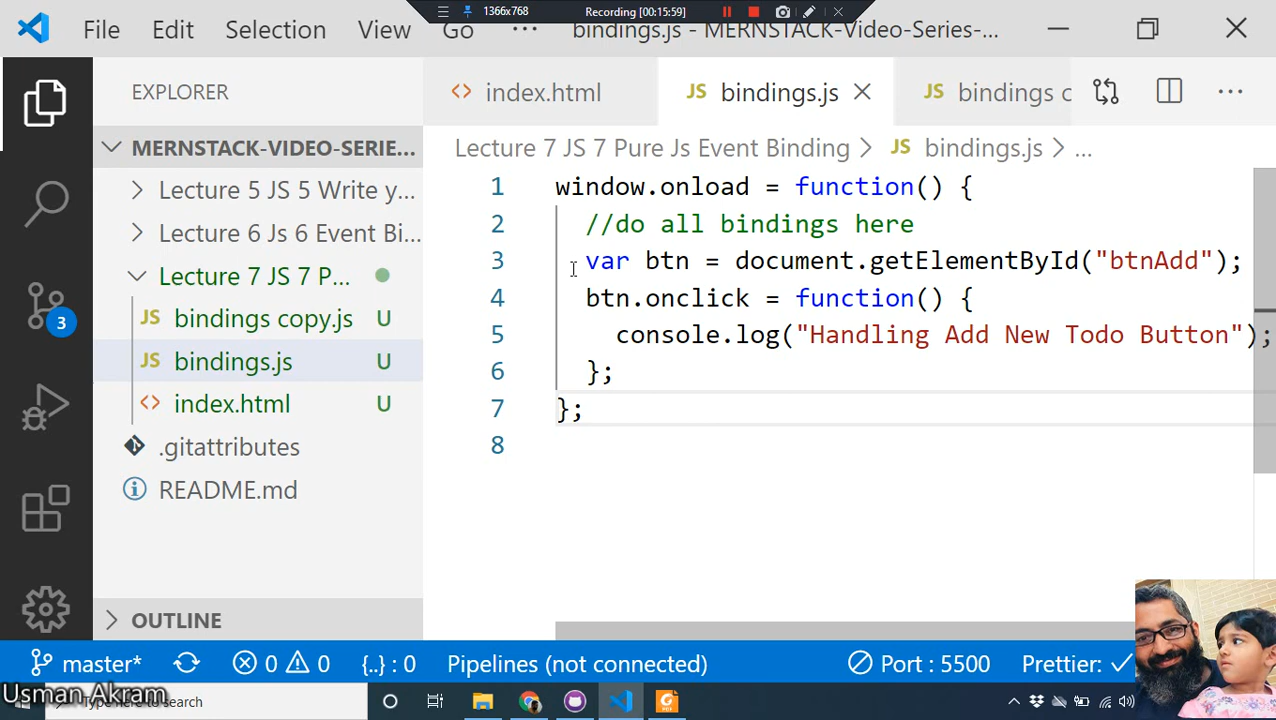 1366x768
Recording [00:15:59]
File Edit Selection View Go ... bindings.js - MERNSTACK-Video-Series-...
EXPLORER
index.html
JS bindings.js
JS bindings c
MERNSTACK-VIDEO-SERIE...
Lecture 5 JS 5 Write y...
Lecture 6 Js 6 Event Bi...
Lecture 7 JS 7 P...
JS bindings copy.js U
JS bindings.js U
index.html U
.gitattributes
README.md
OUTLINE
Lecture 7 JS 7 Pure Js Event Binding > JS bindings.js > ...
1 window.onload = function() {
2 //do all bindings here
3 var btn = document.getElementById("btnAdd");
4 btn.onclick = function() {
5 console.log("Handling Add New Todo Button");
6 };
7 };
8
3
master* 0 0 {..} : 0 Pipelines (not connected) Port : 5500 Prettier: ✓
Usman Akram
Type here to search